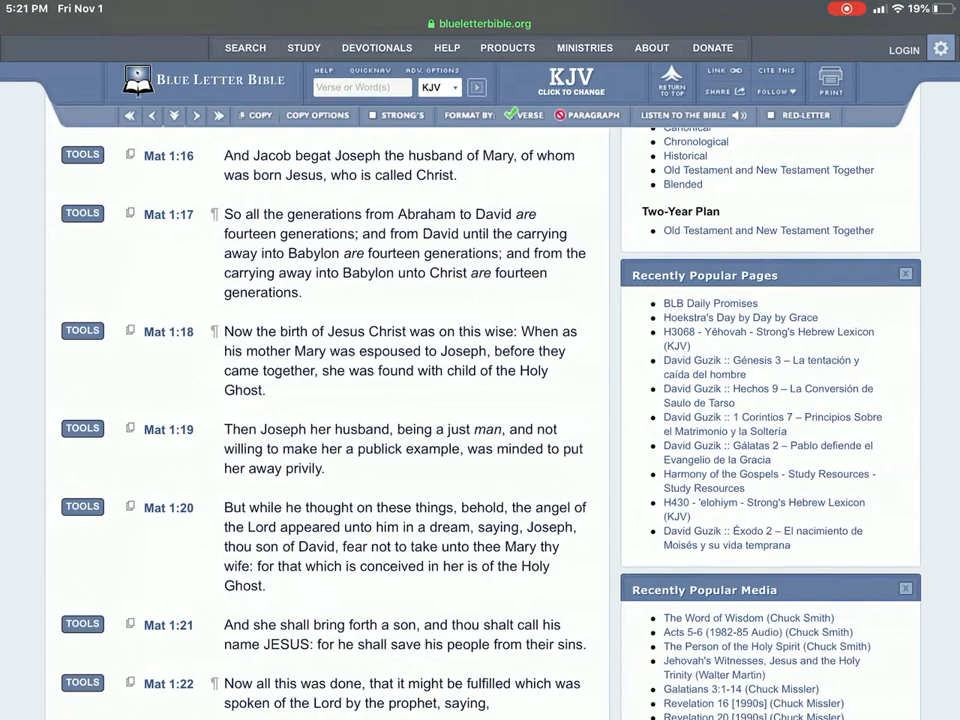 5:21 PM Fri Nov 1
19%
blueletterbible.org
SEARCH STUDY DEVOTIONALS HELP PRODUCTS MINISTRIES ABOUT DONATE LOGIN
BLUE LETTER BIBLE
HELP QUICKNAV ADV. OPTIONS
Verse or Word(s) KJV
KJV
CLICK TO CHANGE
RETURN
TO TOP
LINK CITE THIS
SHARE FOLLOW
PRINT
COPY COPY OPTIONS STRONG'S FORMAT BY: VERSE PARAGRAPH LISTEN TO THE BIBLE RED-LETTER
TOOLS Mat 1:16 And Jacob begat Joseph the husband of Mary, of whom
was born Jesus, who is called Christ.
TOOLS Mat 1:17 ¶ So all the generations from Abraham to David are
fourteen generations; and from David until the carrying
away into Babylon are fourteen generations; and from the
carrying away into Babylon unto Christ are fourteen
generations.
TOOLS Mat 1:18 ¶ Now the birth of Jesus Christ was on this wise: When as
his mother Mary was espoused to Joseph, before they
came together, she was found with child of the Holy
Ghost.
TOOLS Mat 1:19 Then Joseph her husband, being a just man, and not
willing to make her a publick example, was minded to put
her away privily.
TOOLS Mat 1:20 But while he thought on these things, behold, the angel of
the Lord appeared unto him in a dream, saying, Joseph,
thou son of David, fear not to take unto thee Mary thy
wife: for that which is conceived in her is of the Holy
Ghost.
TOOLS Mat 1:21 And she shall bring forth a son, and thou shalt call his
name JESUS: for he shall save his people from their sins.
TOOLS Mat 1:22 ¶ Now all this was done, that it might be fulfilled which was
spoken of the Lord by the prophet, saying,
Canonical
Chronological
Historical
Old Testament and New Testament Together
Blended
Two-Year Plan
Old Testament and New Testament Together
Recently Popular Pages x
BLB Daily Promises
Hoekstra's Day by Day by Grace
H3068 - Yĕhovah - Strong's Hebrew Lexicon
(KJV)
David Guzik :: Génesis 3 – La tentación y
caída del hombre
David Guzik :: Hechos 9 – La Conversión de
Saulo de Tarso
David Guzik :: 1 Corintios 7 – Principios Sobre
el Matrimonio y la Soltería
David Guzik :: Gálatas 2 – Pablo defiende el
Evangelio de la Gracia
Harmony of the Gospels - Study Resources -
Study Resources
H430 - 'elohiym - Strong's Hebrew Lexicon
(KJV)
David Guzik :: Éxodo 2 – El nacimiento de
Moisés y su vida temprana
Recently Popular Media x
The Word of Wisdom (Chuck Smith)
Acts 5-6 (1982-85 Audio) (Chuck Smith)
The Person of the Holy Spirit (Chuck Smith)
Jehovah's Witnesses, Jesus and the Holy
Trinity (Walter Martin)
Galatians 3:1-14 (Chuck Missler)
Revelation 16 [1990s] (Chuck Missler)
Revelation 20 [1990s] (Chuck Missler)